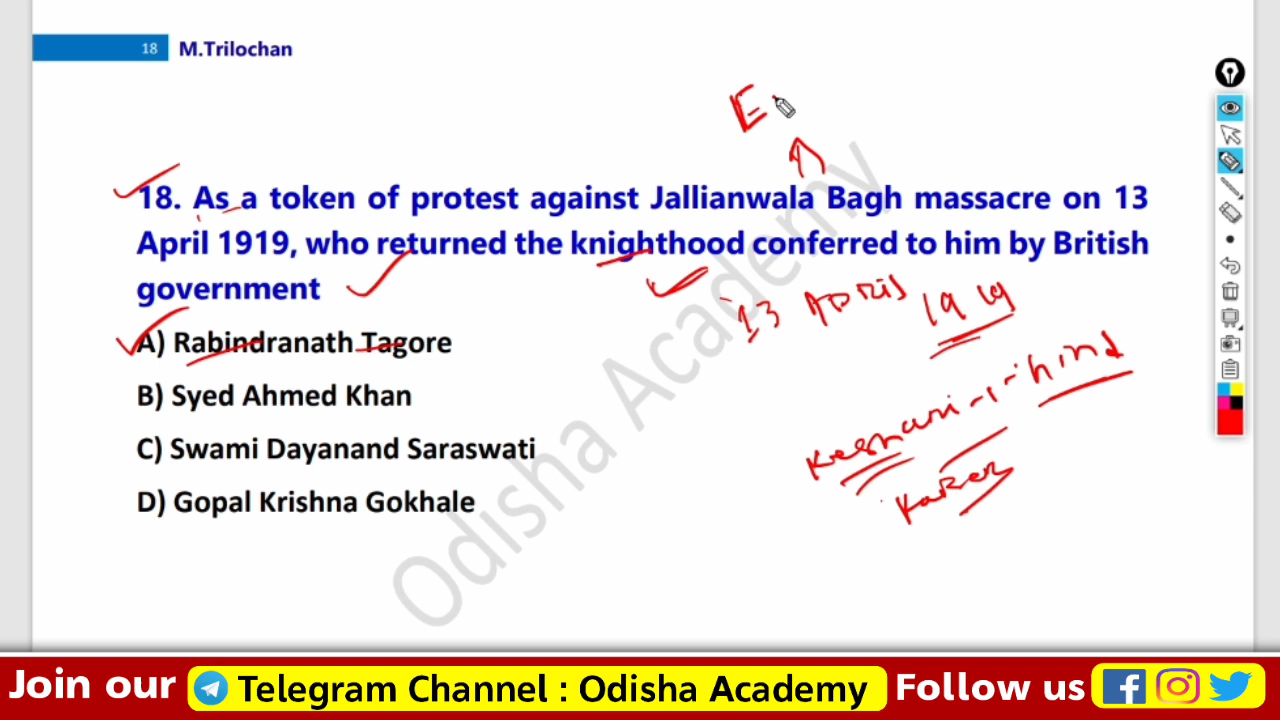 18 M.Trilochan
E
18. As a token of protest against Jallianwala Bagh massacre on 13
April 1919, who returned the knighthood conferred to him by British
government
13 April 1919
A) Rabindranath Tagore
B) Syed Ahmed Khan
C) Swami Dayanand Saraswati
D) Gopal Krishna Gokhale
-i-hind
Odisha Academy
Join our Telegram Channel : Odisha Academy Follow us